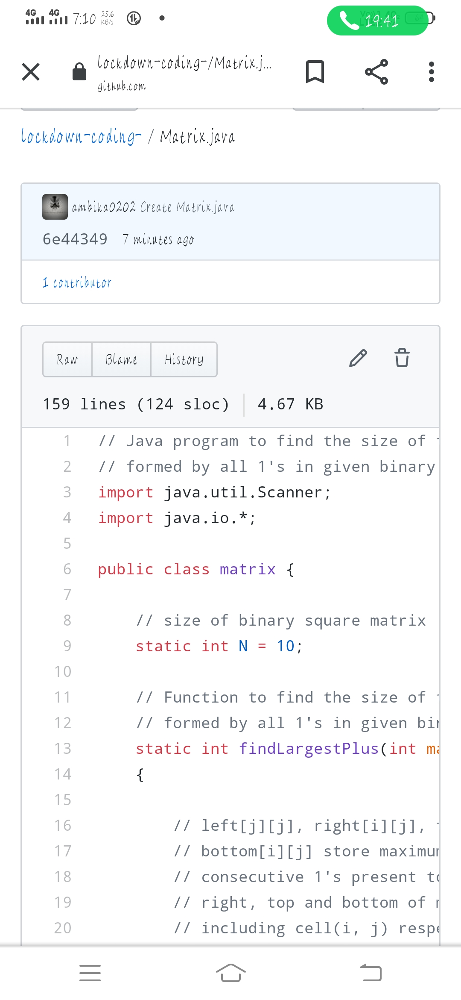 4G 4G 7:10 25.6 KB/s 19:41 64
lockdown-coding-/Matrix.j...
github.com
lockdown-coding- / Matrix.java
ambika0202 Create Matrix.java
6e44349 7 minutes ago
1 contributor
Raw Blame History
159 lines (124 sloc) 4.67 KB
1 // Java program to find the size of
2 // formed by all 1's in given binary
3 import java.util.Scanner;
4 import java.io.*;
5
6 public class matrix {
7
8 // size of binary square matrix
9 static int N = 10;
10
11 // Function to find the size of
12 // formed by all 1's in given bin
13 static int findLargestPlus(int ma
14 {
15
16 // left[j][j], right[i][j],
17 // bottom[i][j] store maximum
18 // consecutive 1's present to
19 // right, top and bottom of
20 // including cell(i, j) respe